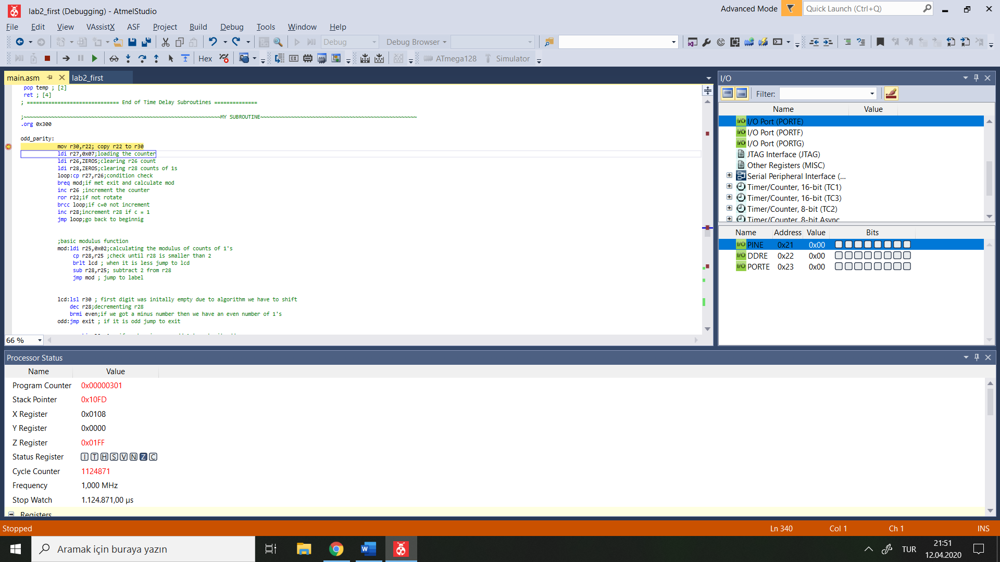 lab2_first (Debugging) - AtmelStudio
Advanced Mode
Quick Launch (Ctrl+Q)
File Edit View VAssistX ASF Project Build Debug Tools Window Help
Debug
Debug Browser
Hex
ATmega128
Simulator
main.asm
lab2_first
pop temp ; [2]
ret ; [4]
; ============================== End of Time Delay Subroutines ==============
MY SUBROUTINE
.org 0x300
odd_parity:
mov r30,r22; copy r22 to r30
ldi r27,0x07;loading the counter
ldi r26,ZEROS;clearing r26 count
ldi r28,ZEROS;clearing r28 counts of 1s
loop:cp r27,r26;condition check
breq mod;if met exit and calculate mod
inc r26 ;increment the counter
ror r22;if not rotate
brcc loop;if c=0 not increment
inc r28;increment r28 if c = 1
jmp loop;go back to beginnig
;basic modulus function
mod:ldi r25,0x02;calculating the modulus of counts of 1's
cp r28,r25 ;check until r28 is smaller than 2
brlt lcd ; when it is less jump to lcd
sub r28,r25; subtract 2 from r28
jmp mod ; jump to label
lcd:lsl r30 ; first digit was initally empty due to algorithm we have to shift
dec r28;decrementing r28
brmi even;if we got a minus number then we have an even number of 1's
odd:jmp exit ; if it is odd jump to exit
66 %
I/O
Filter:
Name Value
I/O Port (PORTE)
I/O Port (PORTF)
I/O Port (PORTG)
JTAG Interface (JTAG)
Other Registers (MISC)
Serial Peripheral Interface (...
Timer/Counter, 16-bit (TC1)
Timer/Counter, 16-bit (TC3)
Timer/Counter, 8-bit (TC2)
Timer/Counter, 8-bit Async
Name Address Value Bits
PINE 0x21 0x00
DDRE 0x22 0x00
PORTE 0x23 0x00
Processor Status
Name Value
Program Counter 0x00000301
Stack Pointer 0x10FD
X Register 0x0108
Y Register 0x0000
Z Register 0x01FF
Status Register I T H S V N Z C
Cycle Counter 1124871
Frequency 1,000 MHz
Stop Watch 1.124.871,00 µs
Registers
Stopped
Ln 340 Col 1 Ch 1 INS
Aramak için buraya yazın
TUR
21:51
12.04.2020